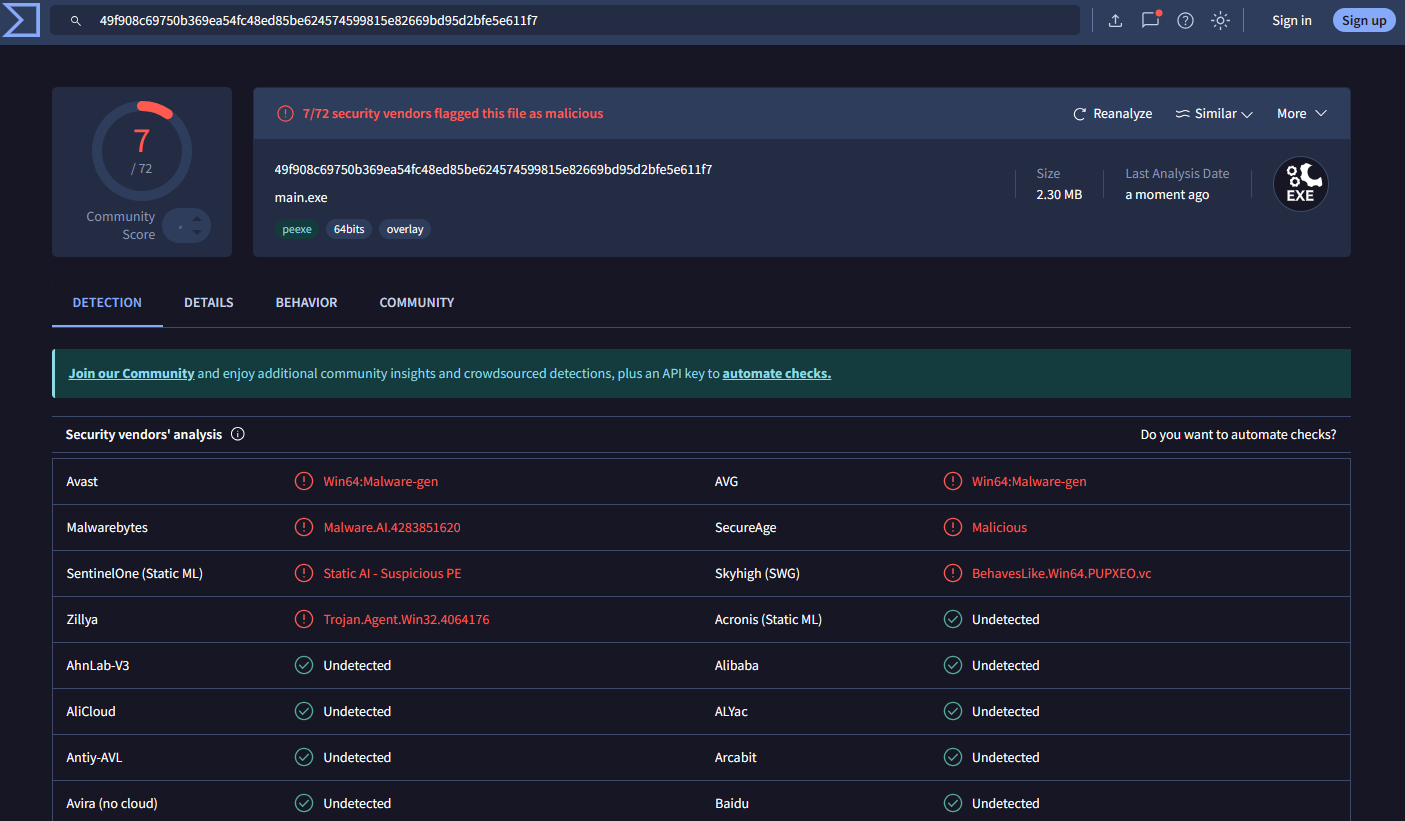 49f908c69750b369ea54fc48ed85be624574599815e82669bd95d2bfe5e611f7
Sign in
Sign up
7
/ 72
Community
Score
7/72 security vendors flagged this file as malicious
Reanalyze
Similar
More
49f908c69750b369ea54fc48ed85be624574599815e82669bd95d2bfe5e611f7
main.exe
peexe
64bits
overlay
Size
2.30 MB
Last Analysis Date
a moment ago
EXE
DETECTION
DETAILS
BEHAVIOR
COMMUNITY
Join our Community and enjoy additional community insights and crowdsourced detections, plus an API key to automate checks.
Security vendors' analysis
Do you want to automate checks?
Avast
Win64:Malware-gen
AVG
Win64:Malware-gen
Malwarebytes
Malware.AI.4283851620
SecureAge
Malicious
SentinelOne (Static ML)
Static AI - Suspicious PE
Skyhigh (SWG)
BehavesLike.Win64.PUPXEO.vc
Zillya
Trojan.Agent.Win32.4064176
Acronis (Static ML)
Undetected
AhnLab-V3
Undetected
Alibaba
Undetected
AliCloud
Undetected
ALYac
Undetected
Antiy-AVL
Undetected
Arcabit
Undetected
Avira (no cloud)
Undetected
Baidu
Undetected